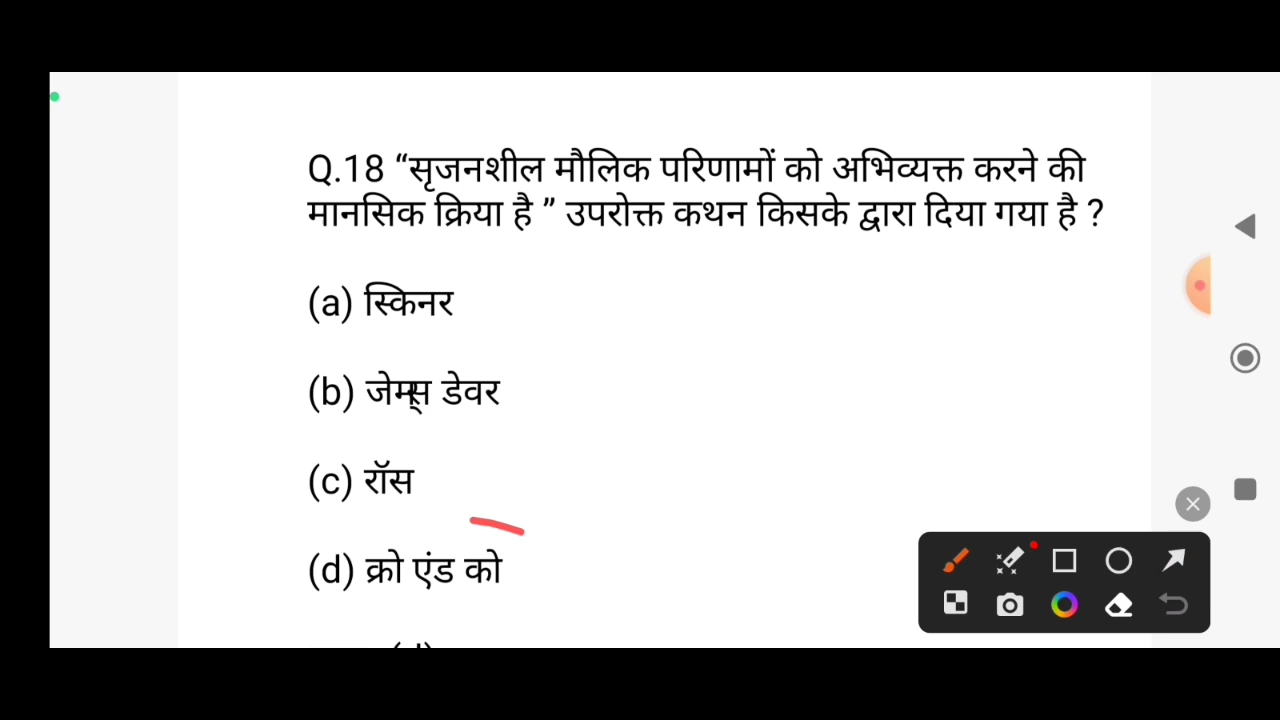 Q.18 “सृजनशील मौलिक परिणामों को अभिव्यक्त करने की
मानसिक क्रिया है ” उपरोक्त कथन किसके द्वारा दिया गया है ?
(a) स्किनर
(b) जेम्स् डेवर
(c) रॉस
(d) क्रो एंड को